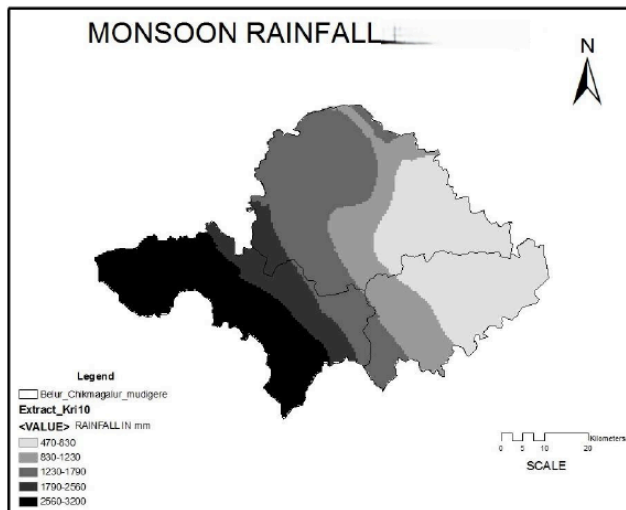 MONSOON RAINFALL
N
Legend
Belur_Chikmagalur_mudigere
Extract_Kri10
<VALUE> RAINFALL IN mm
470-830
830-1230
1230-1790
1790-2560
2560-3200
Kilometers
0 5 10 20
SCALE